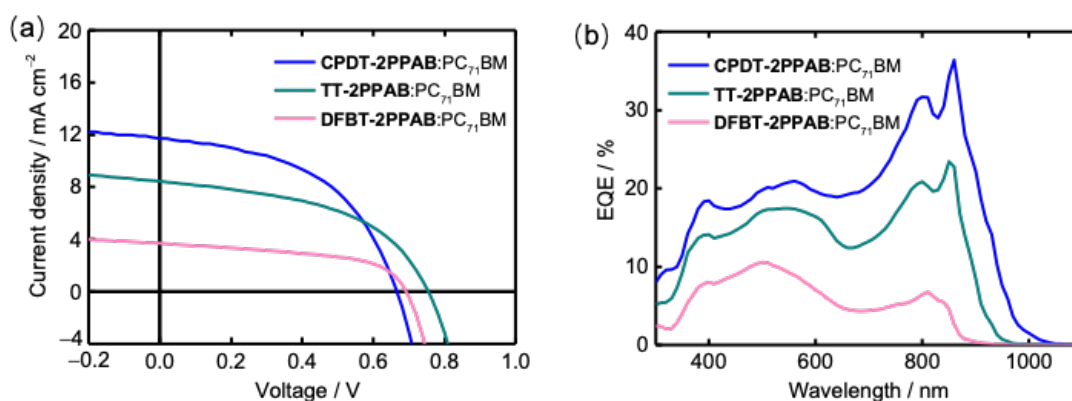 (a)
20
16
12
8
4
0
−4
Current density / mA cm⁻²
CPDT-2PPAB:PC₇₁BM
TT-2PPAB:PC₇₁BM
DFBT-2PPAB:PC₇₁BM
−0.2 0.0 0.2 0.4 0.6 0.8 1.0
Voltage / V
(b)
40
30
20
10
0
EQE / %
CPDT-2PPAB:PC₇₁BM
TT-2PPAB:PC₇₁BM
DFBT-2PPAB:PC₇₁BM
400 600 800 1000
Wavelength / nm